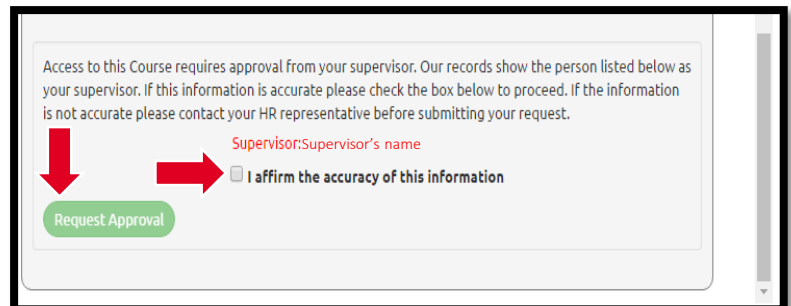 Access to this Course requires approval from your supervisor. Our records show the person listed below as
your supervisor. If this information is accurate please check the box below to proceed. If the information
is not accurate please contact your HR representative before submitting your request.
Supervisor:Supervisor's name
I affirm the accuracy of this information
Request Approval